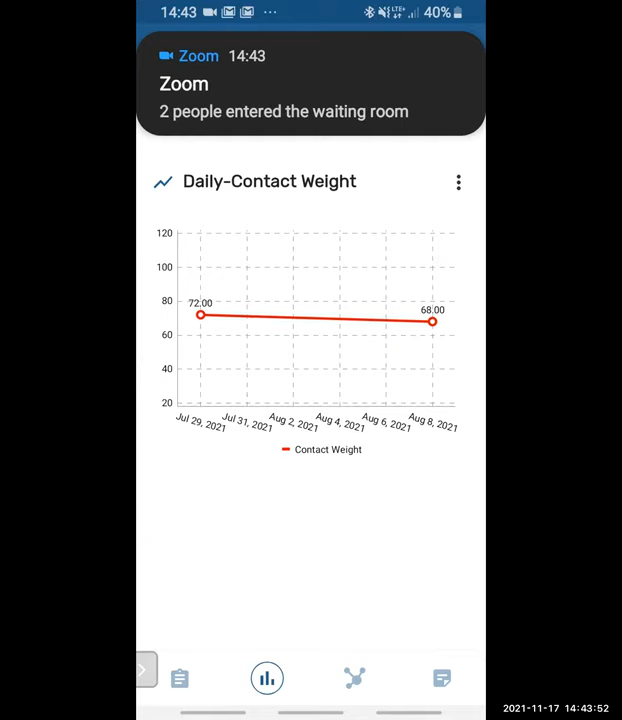 14:43 LTE+ 40%
Zoom 14:43
Zoom
2 people entered the waiting room
Daily-Contact Weight
120
100
80
60
40
20
72.00
68.00
Jul 29, 2021 Jul 31, 2021 Aug 2, 2021 Aug 4, 2021 Aug 6, 2021 Aug 8, 2021
Contact Weight
2021-11-17 14:43:52